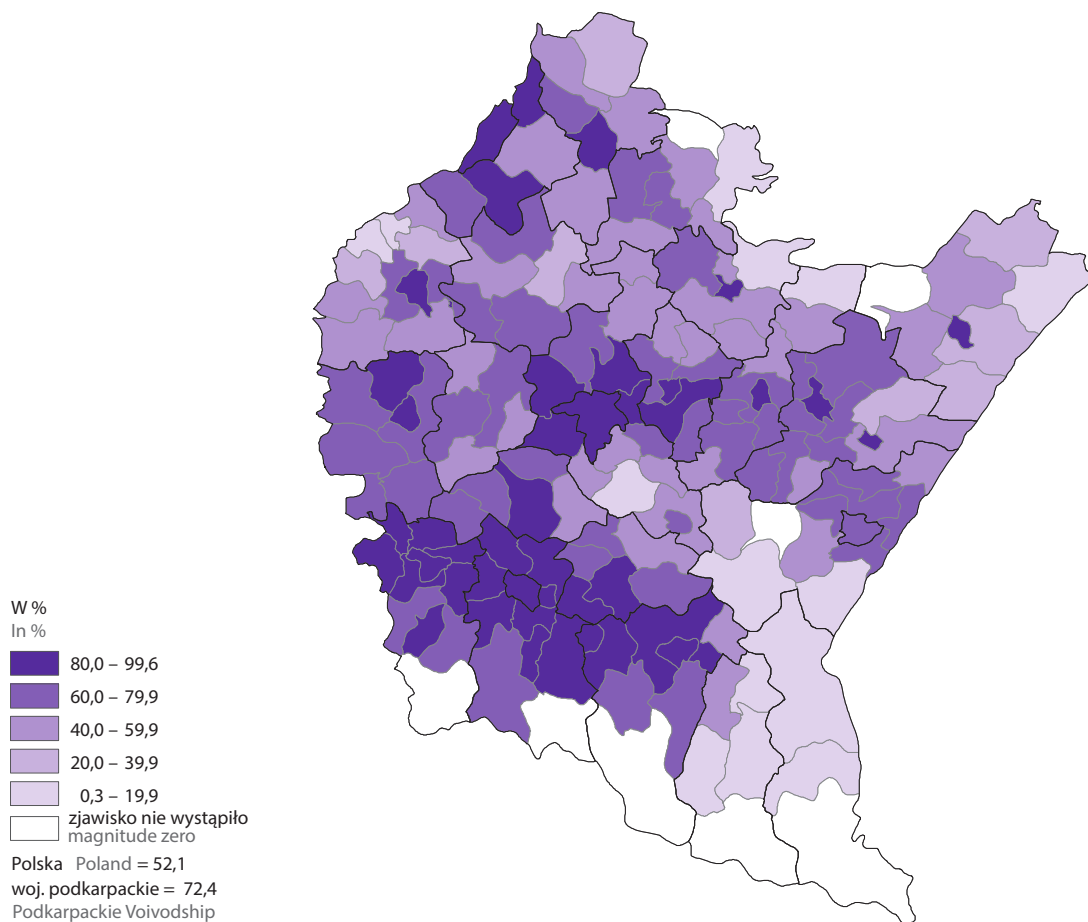 W %
In %
80,0 – 99,6
60,0 – 79,9
40,0 – 59,9
20,0 – 39,9
0,3 – 19,9
zjawisko nie wystąpiło
magnitude zero
Polska Poland = 52,1
woj. podkarpackie = 72,4
Podkarpackie Voivodship